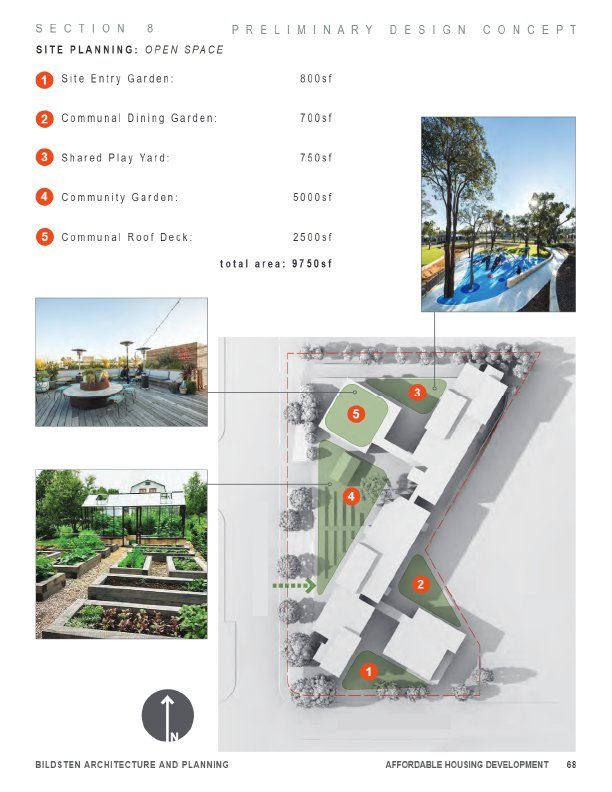 SECTION 8
PRELIMINARY DESIGN CONCEPT
SITE PLANNING: OPEN SPACE
1 Site Entry Garden: 800sf
2 Communal Dining Garden: 700sf
3 Shared Play Yard: 750sf
4 Community Garden: 5000sf
5 Communal Roof Deck: 2500sf
total area: 9750sf
3
5
4
2
1
N
BILDSTEN ARCHITECTURE AND PLANNING
AFFORDABLE HOUSING DEVELOPMENT 68